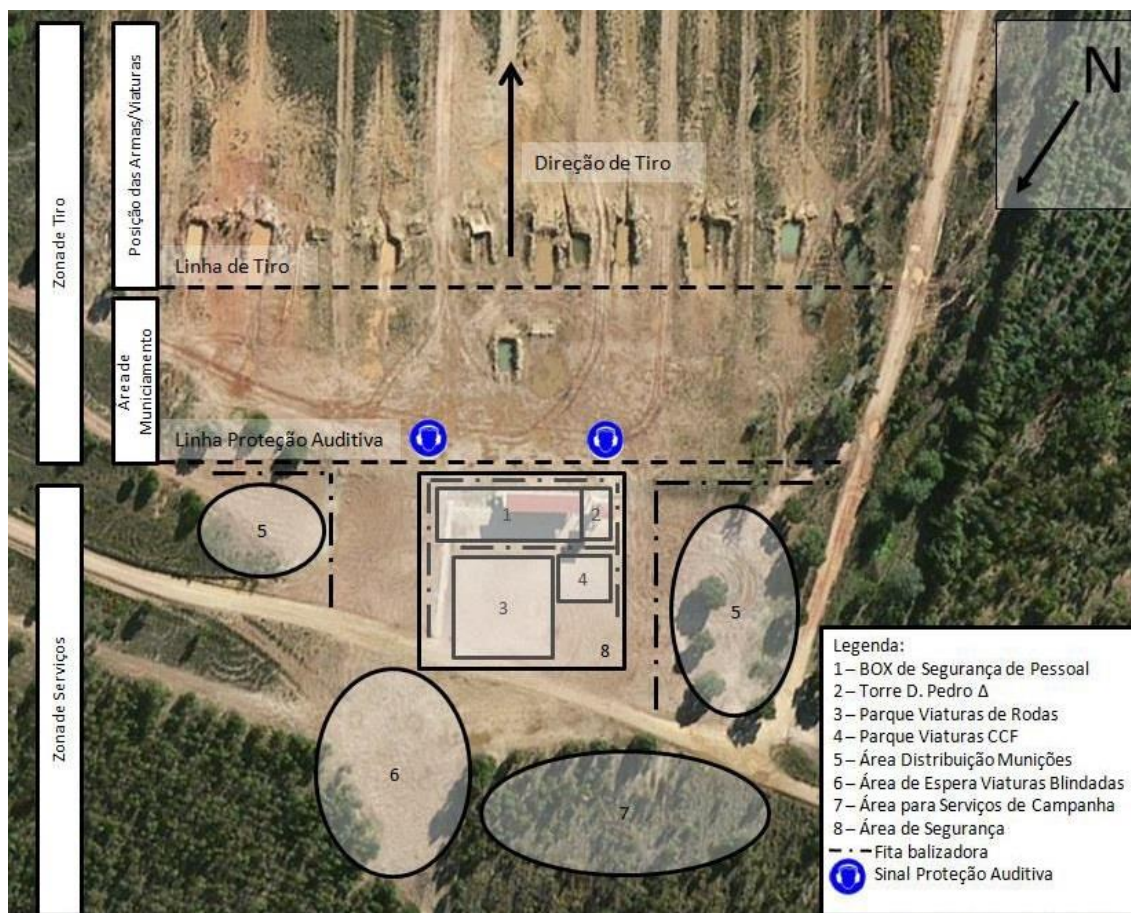 Zona de Tiro
Posição das Armas/Viaturas
Área de
Municiamento
Zona de Serviços
N
Direção de Tiro
Linha de Tiro
Linha Proteção Auditiva
5
1
2
3
4
5
8
6
7
Legenda:
1 – BOX de Segurança de Pessoal
2 – Torre D. Pedro Δ
3 – Parque Viaturas de Rodas
4 – Parque Viaturas CCF
5 – Área Distribuição Munições
6 – Área de Espera Viaturas Blindadas
7 – Área para Serviços de Campanha
8 – Área de Segurança
Fita balizadora
Sinal Proteção Auditiva